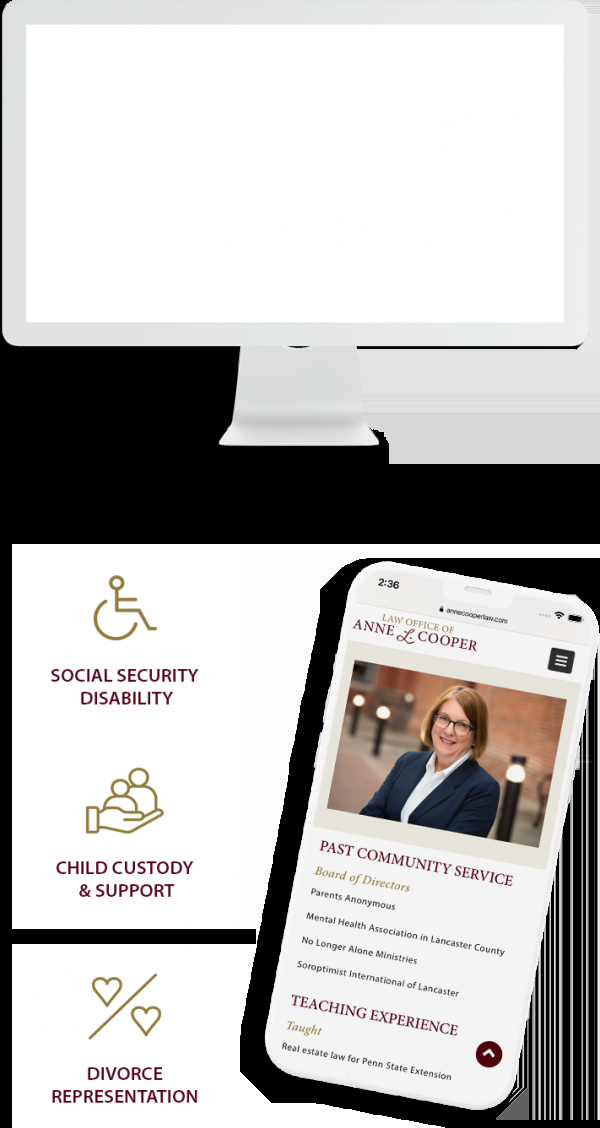 SOCIAL SECURITY
DISABILITY
CHILD CUSTODY
& SUPPORT
DIVORCE
REPRESENTATION
2:36
annecooperlaw.com
LAW OFFICE OF
ANNE L. COOPER
PAST COMMUNITY SERVICE
Board of Directors
Parents Anonymous
Mental Health Association in Lancaster County
No Longer Alone Ministries
Soroptimist International of Lancaster
TEACHING EXPERIENCE
Taught
Real estate law for Penn State Extension